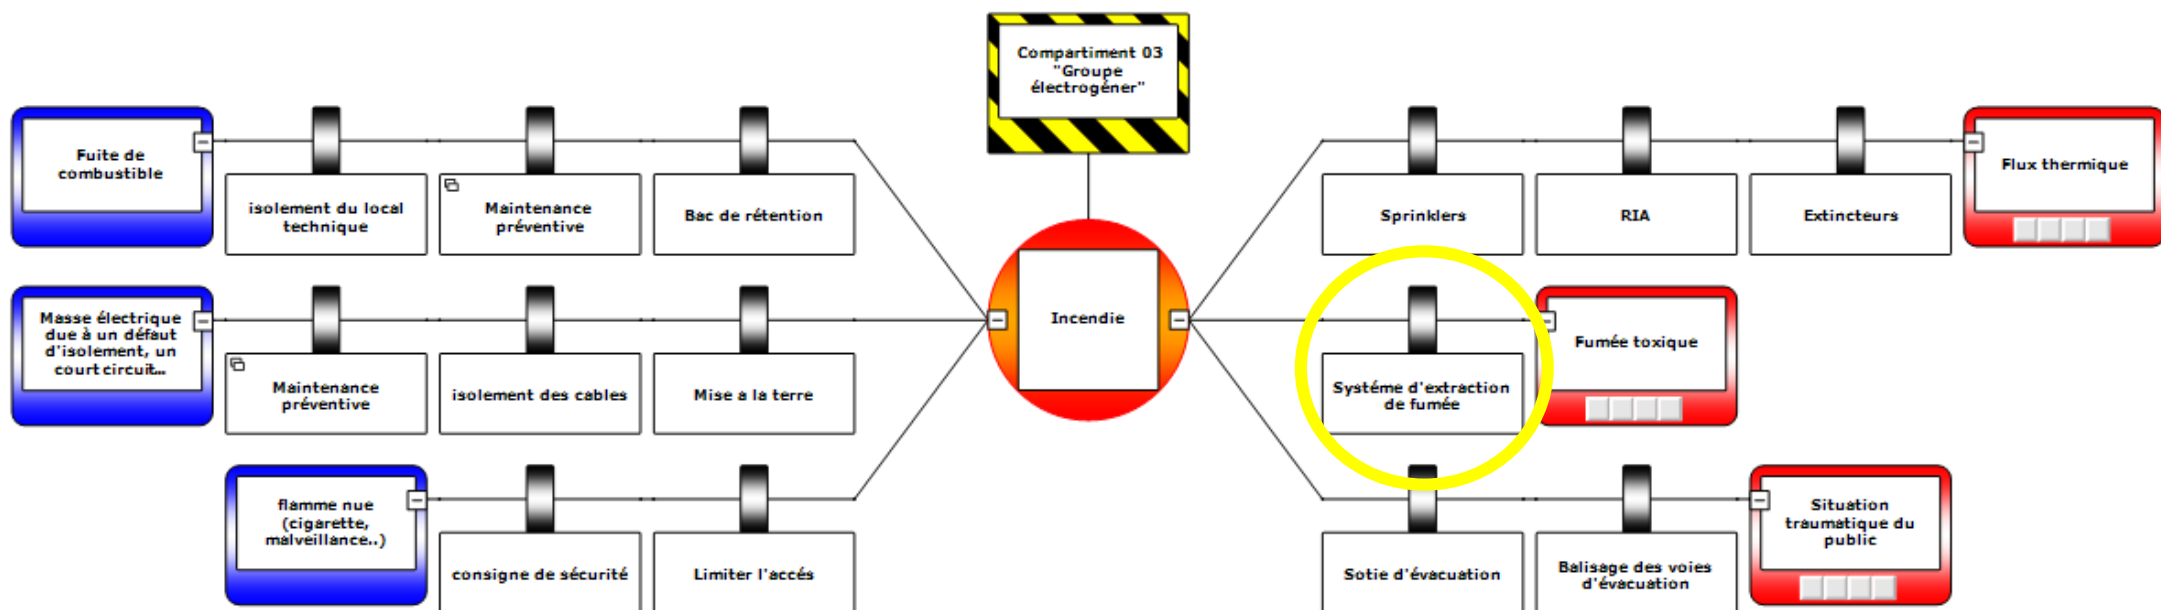 Compartiment 03
"Groupe
électrogéner"
Fuite de
combustible
isolement du local
technique
Maintenance
préventive
Bac de rétention
Sprinklers
RIA
Extincteurs
Flux thermique
Masse électrique
due à un défaut
d'isolement, un
court circuit...
Maintenance
préventive
isolement des cables
Mise a la terre
Incendie
Systéme d'extraction
de fumée
Fumée toxique
flamme nue
(cigarette,
malveillance..)
consigne de sécurité
Limiter l'accés
Sotie d'évacuation
Balisage des voies
d'évacuation
Situation
traumatique du
public